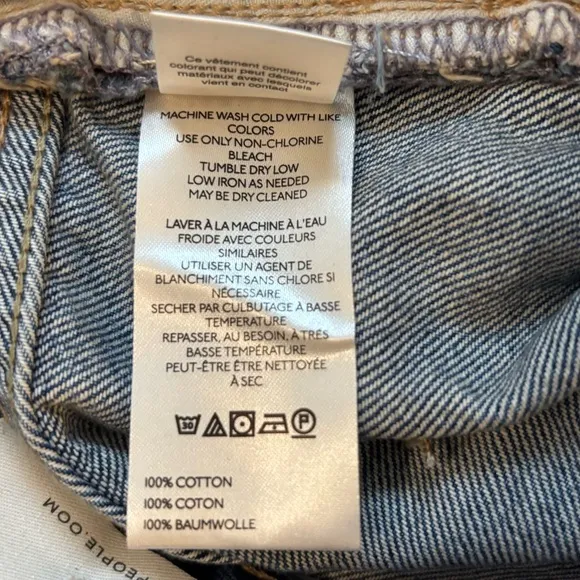 Ce vêtement contient
colorant qui peut décolorer
matériaux avec lesquels
vient en contact
MACHINE WASH COLD WITH LIKE
COLORS
USE ONLY NON-CHLORINE
BLEACH
TUMBLE DRY LOW
LOW IRON AS NEEDED
MAY BE DRY CLEANED
LAVER À LA MACHINE À L'EAU
FROIDE AVEC COULEURS
SIMILAIRES
UTILISER UN AGENT DE
BLANCHIMENT SANS CHLORE SI
NÉCESSAIRE
SECHER PAR CULBUTAGE À BASSE
TEMPERATURE
REPASSER, AU BESOIN, À TRÈS
BASSE TEMPÉRATURE
PEUT-ÊTRE ÊTRE NETTOYÉE
À SEC
30 P
100% COTTON
100% COTON
100% BAUMWOLLE
PEOPLE.COM